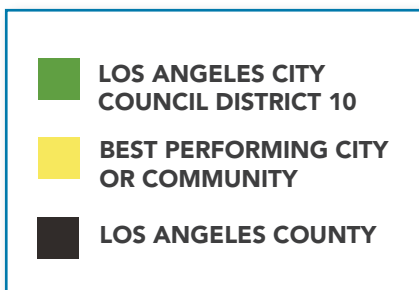 LOS ANGELES CITY
COUNCIL DISTRICT 10
BEST PERFORMING CITY
OR COMMUNITY
LOS ANGELES COUNTY